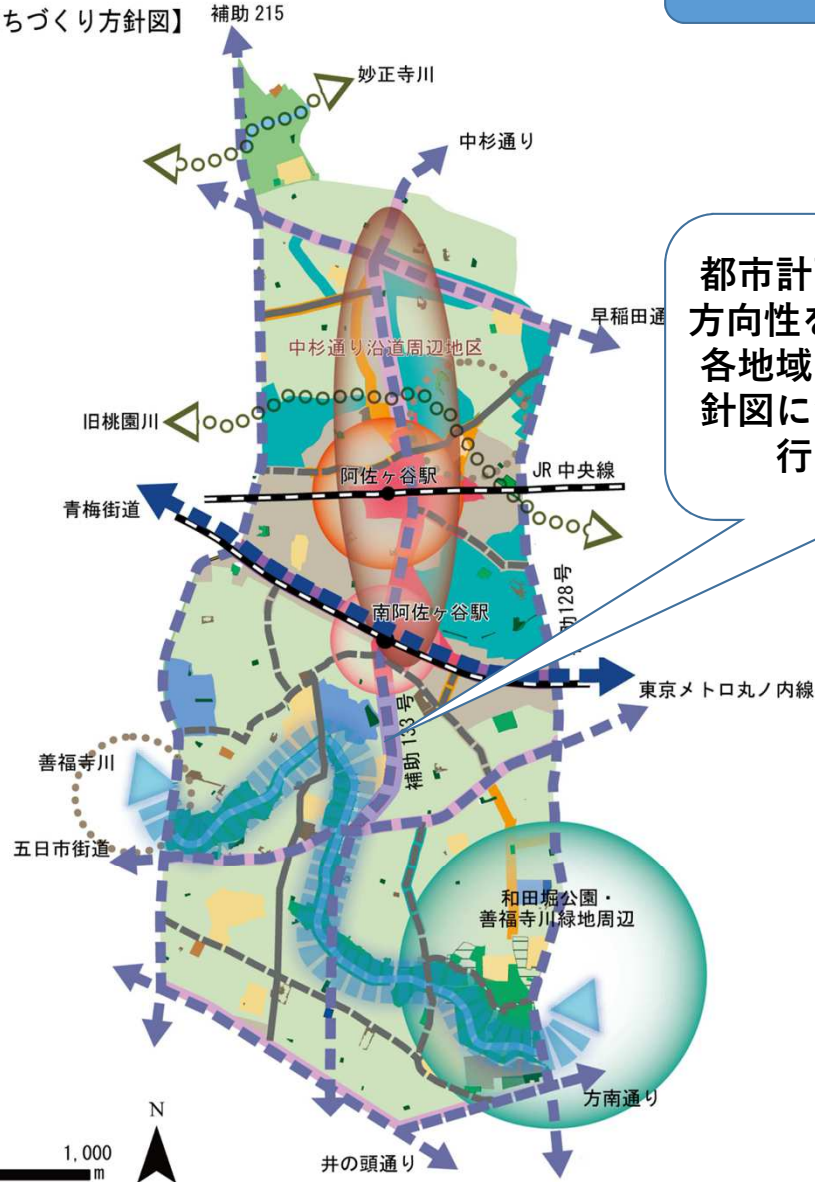 ちづくり方針図】
補助 215
妙正寺川
中杉通り
早稲田通
中杉通り沿道周辺地区
旧桃園川
阿佐ヶ谷駅
JR 中央線
青梅街道
南阿佐ヶ谷駅
助128号
東京メトロ丸ノ内線
補助 133 号
善福寺川
五日市街道
和田堀公園・
善福寺川緑地周辺
方南通り
井の頭通り
N
1,000
m
都市計
方向性を
各地域
針図に
行